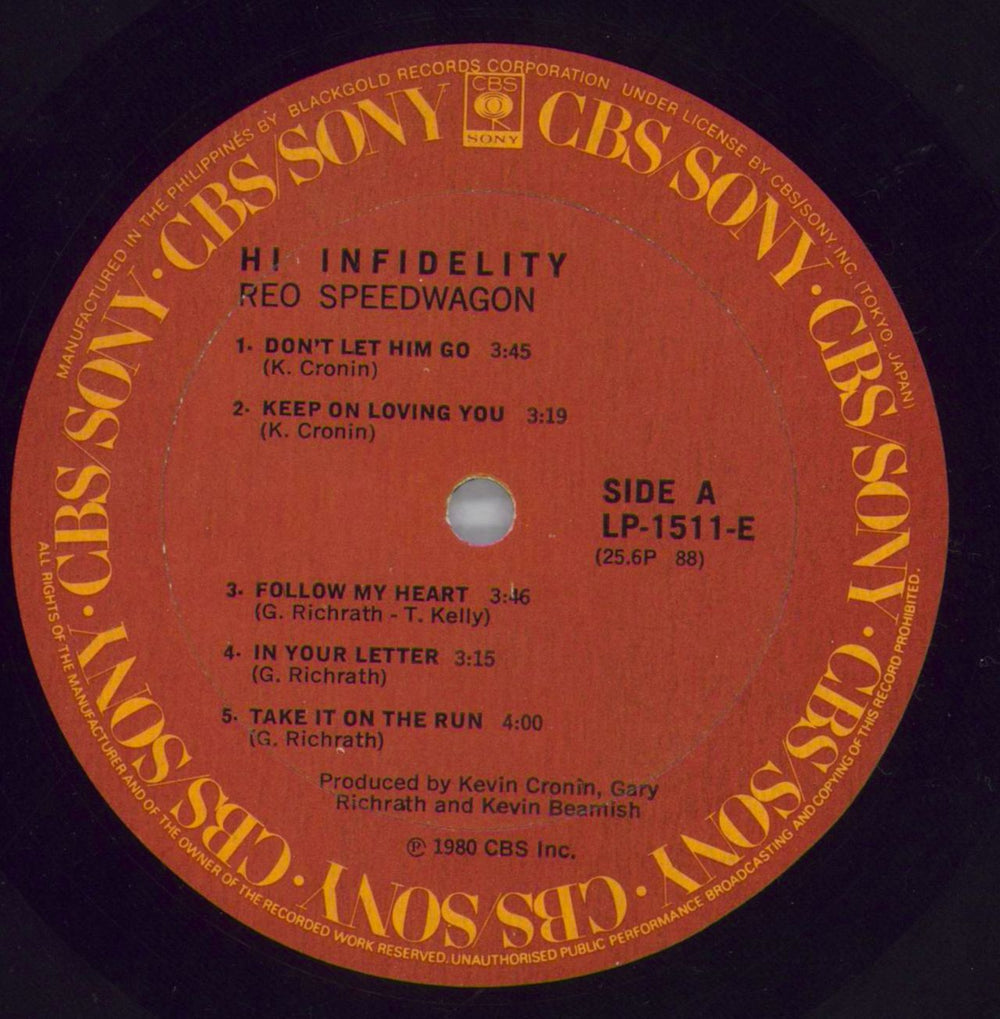 MANUFACTURED IN THE PHILIPPINES BY BLACKGOLD RECORDS CORPORATION UNDER LICENSE BY CBS/SONY INC. (TOKYO, JAPAN)
CBS
SONY
CBS/SONY · CBS/SONY · CBS/SONY · CBS/SONY · CBS/SONY · CBS/SONY · CBS/SONY · CBS/SONY
HI INFIDELITY
REO SPEEDWAGON
1. DON'T LET HIM GO 3:45
(K. Cronin)
2. KEEP ON LOVING YOU 3:19
(K. Cronin)
SIDE A
LP-1511-E
(25.6P 88)
3. FOLLOW MY HEART 3:46
(G. Richrath - T. Kelly)
4. IN YOUR LETTER 3:15
(G. Richrath)
5. TAKE IT ON THE RUN 4:00
(G. Richrath)
Produced by Kevin Cronin, Gary
Richrath and Kevin Beamish
℗ 1980 CBS Inc.
ALL RIGHTS OF THE MANUFACTURER AND OF THE OWNER OF THE RECORDED WORK RESERVED. UNAUTHORISED PUBLIC PERFORMANCE BROADCASTING AND COPYING OF THIS RECORD PROHIBITED.